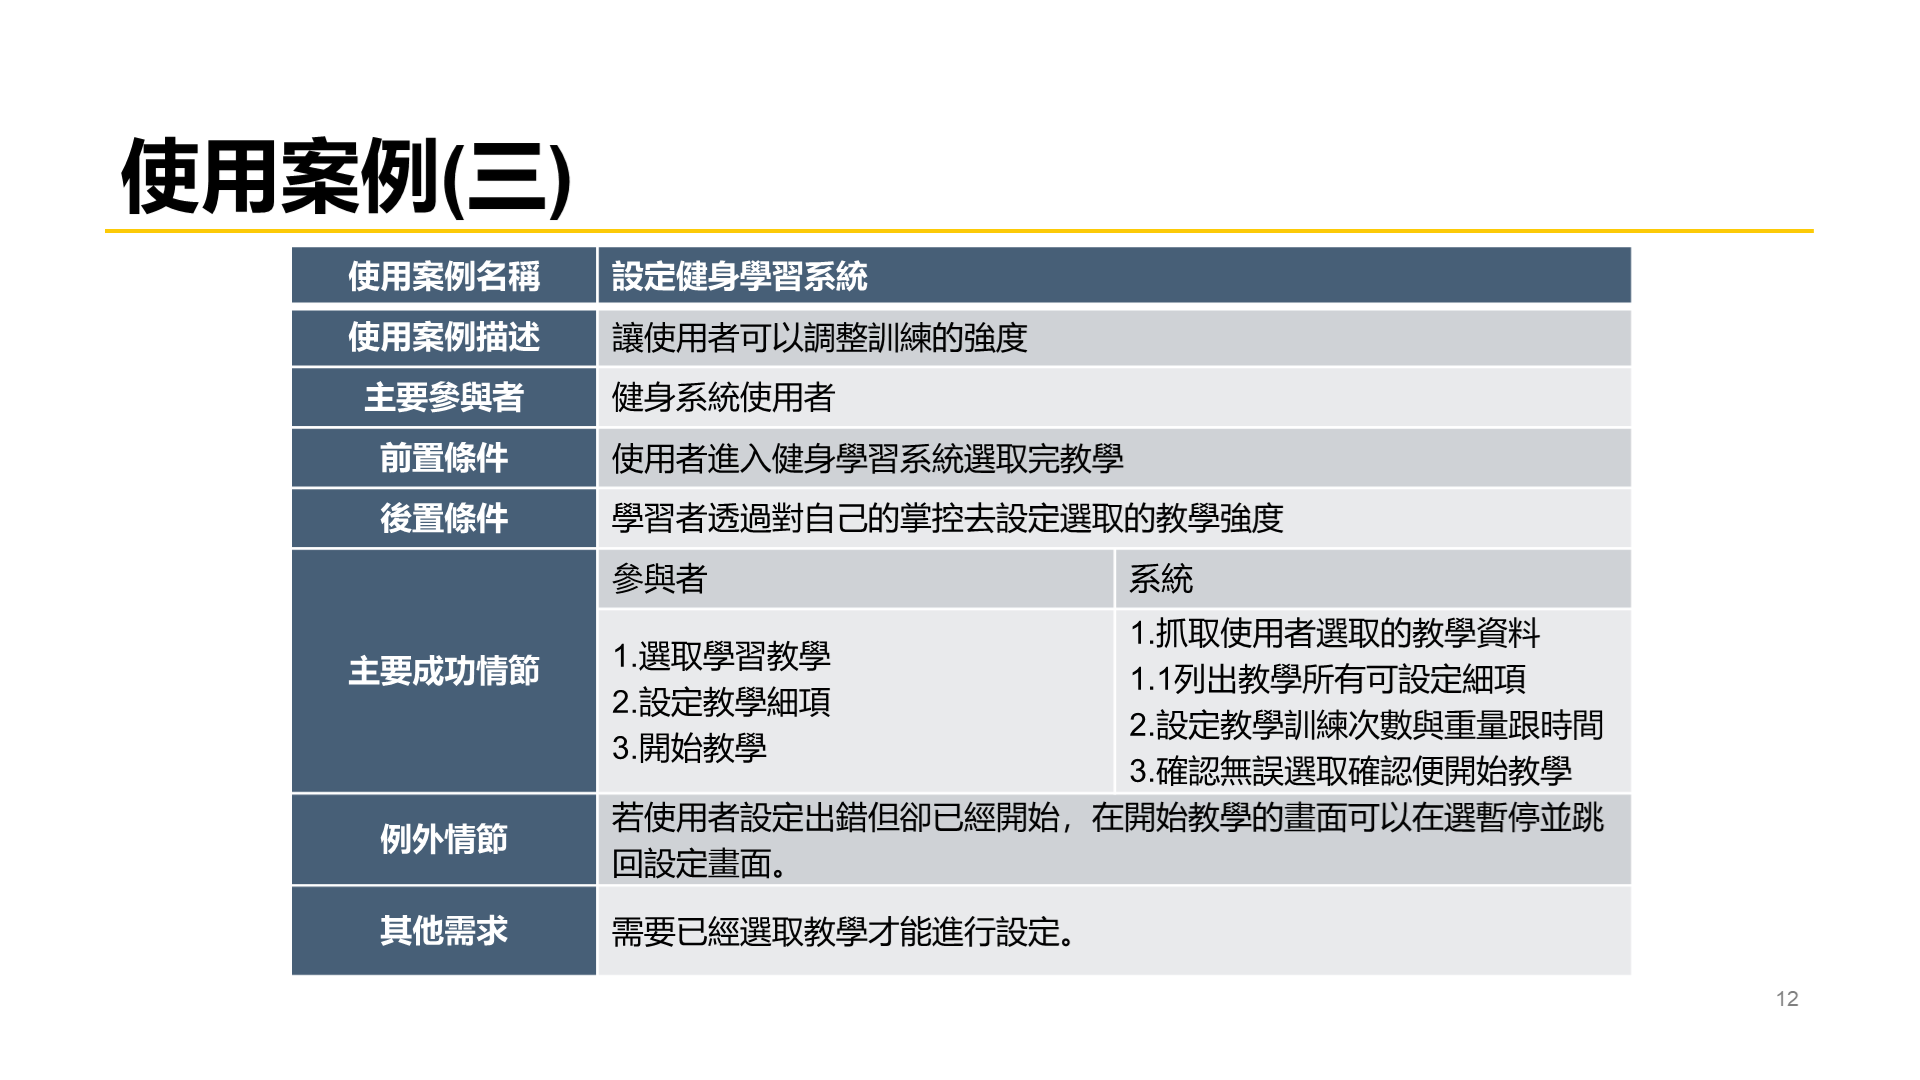 使用案例(三)
使用案例名稱
設定健身學習系統
使用案例描述
讓使用者可以調整訓練的強度
主要參與者
健身系統使用者
前置條件
使用者進入健身學習系統選取完教學
後置條件
學習者透過對自己的掌控去設定選取的教學強度
主要成功情節
參與者
系統
1.選取學習教學
2.設定教學細項
3.開始教學
1.抓取使用者選取的教學資料
1.1列出教學所有可設定細項
2.設定教學訓練次數與重量跟時間
3.確認無誤選取確認便開始教學
例外情節
若使用者設定出錯但卻已經開始，在開始教學的畫面可以在選暫停並跳
回設定畫面。
其他需求
需要已經選取教學才能進行設定。
12